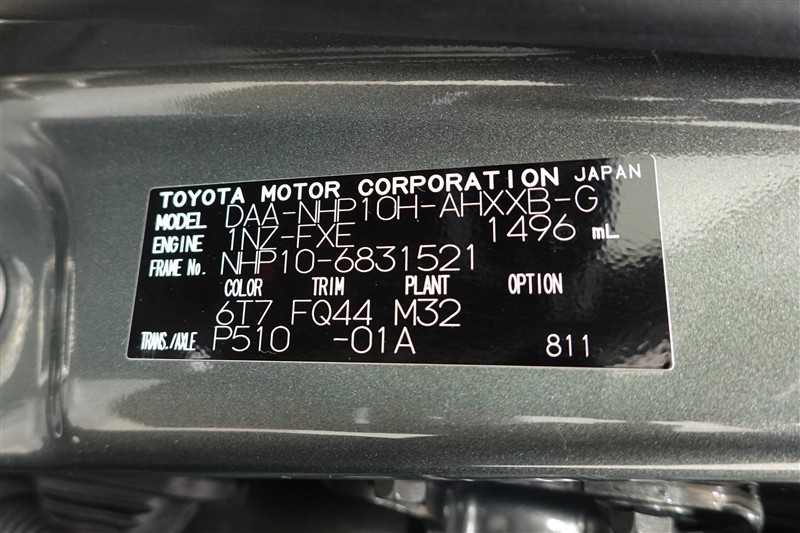 TOYOTA MOTOR CORPORATION JAPAN
MODEL DAA-NHP10H-AHXXB-G
ENGINE 1NZ-FXE 1496 mL
FRAME No. NHP10-6831521
COLOR TRIM PLANT OPTION
6T7 FQ44 M32
TRANS./AXLE P510 -01A 811